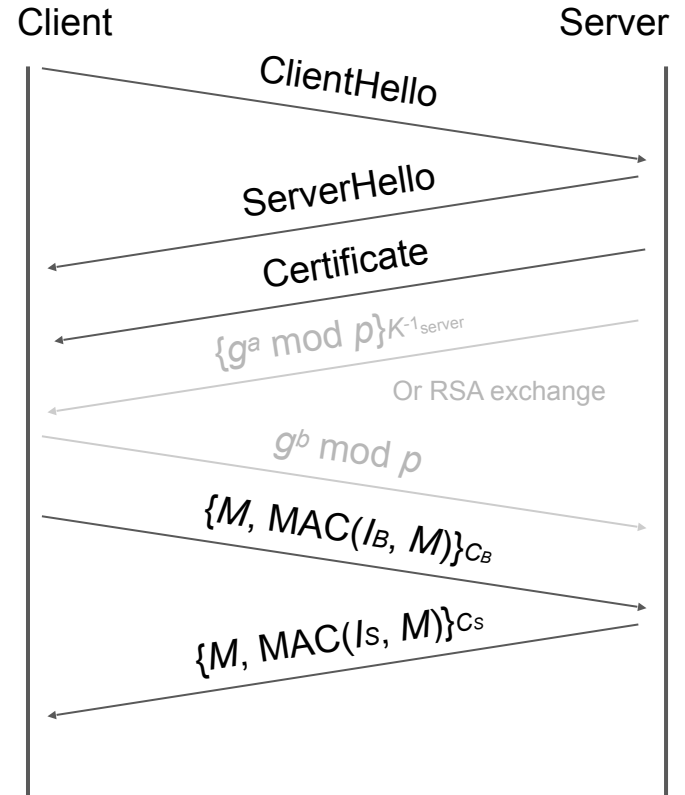 Client
Server
ClientHello
ServerHello
Certificate
{gᵃ mod p}K⁻¹server
Or RSA exchange
gᵇ mod p
{M, MAC(IB, M)}CB
{M, MAC(IS, M)}CS